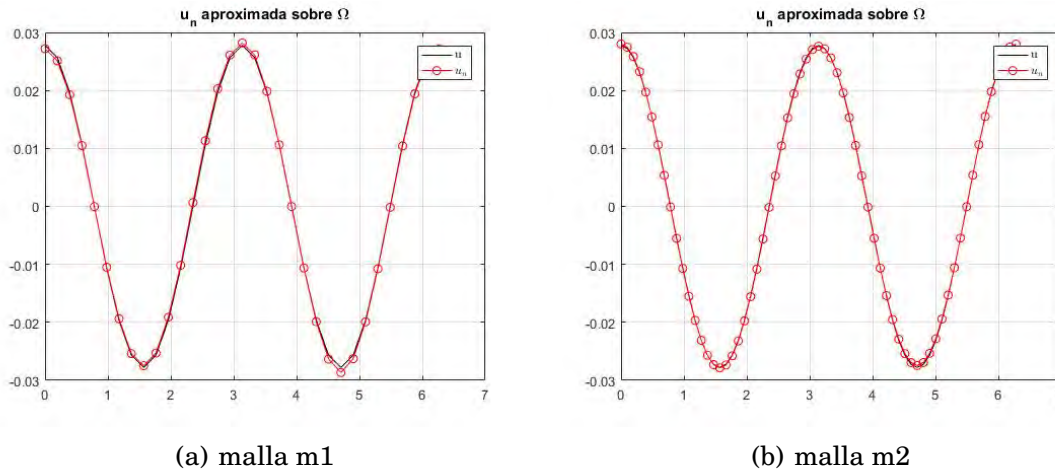 uₙ aproximada sobre Ω
0.03
0.02
0.01
0
-0.01
-0.02
-0.03
0 1 2 3 4 5 6 7
u
uₙ
(a) malla m1
uₙ aproximada sobre Ω
0.03
0.02
0.01
0
-0.01
-0.02
-0.03
0 1 2 3 4 5 6
u
uₙ
(b) malla m2